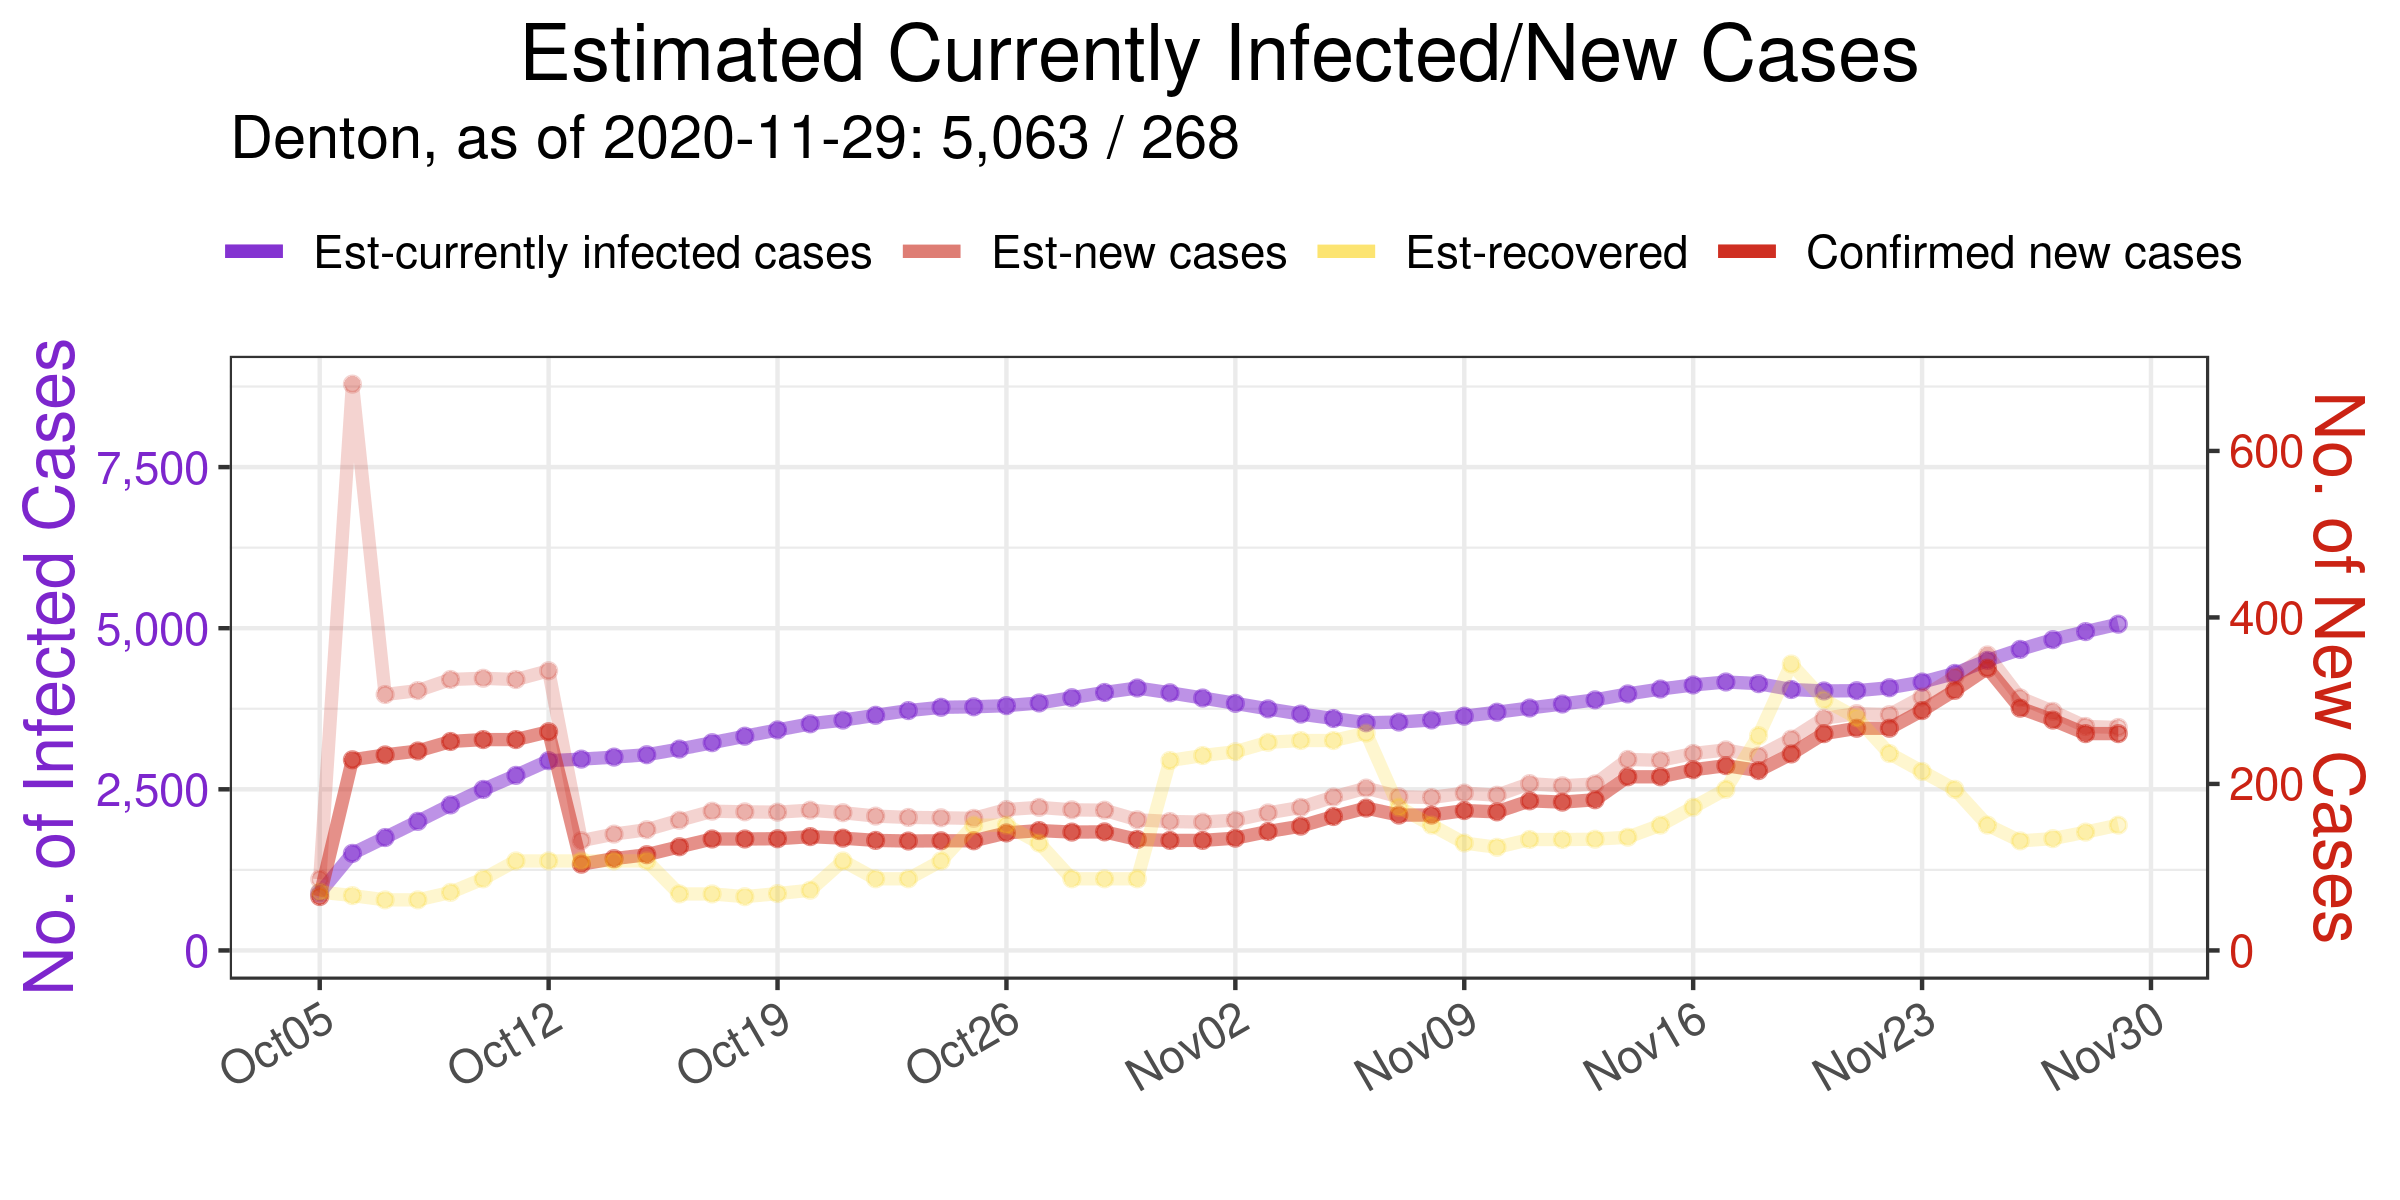 Estimated Currently Infected/New Cases
Denton, as of 2020-11-29: 5,063 / 268
Est-currently infected cases Est-new cases Est-recovered Confirmed new cases
No. of Infected Cases
7,500
5,000
2,500
0
600
400
200
0
No. of New Cases
Oct05 Oct12 Oct19 Oct26 Nov02 Nov09 Nov16 Nov23 Nov30